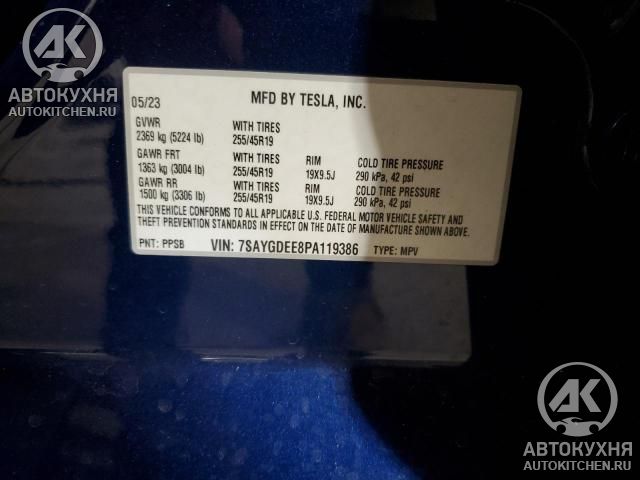 AK
АВТОКУХНЯ
AUTOKITCHEN.RU
05/23 MFD BY TESLA, INC.
GVWR WITH TIRES
2369 kg (5224 lb) 255/45R19
GAWR FRT WITH TIRES RIM COLD TIRE PRESSURE
1363 kg (3004 lb) 255/45R19 19X9.5J 290 kPa, 42 psi
GAWR RR WITH TIRES RIM COLD TIRE PRESSURE
1500 kg (3306 lb) 255/45R19 19X9.5J 290 kPa, 42 psi
THIS VEHICLE CONFORMS TO ALL APPLICABLE U.S. FEDERAL MOTOR VEHICLE SAFETY AND
THEFT PREVENTION STANDARDS IN EFFECT ON THE DATE OF MANUFACTURE SHOWN ABOVE.
PNT: PPSB VIN: 7SAYGDEE8PA119386 TYPE: MPV
AK
АВТОКУХНЯ
AUTOKITCHEN.RU